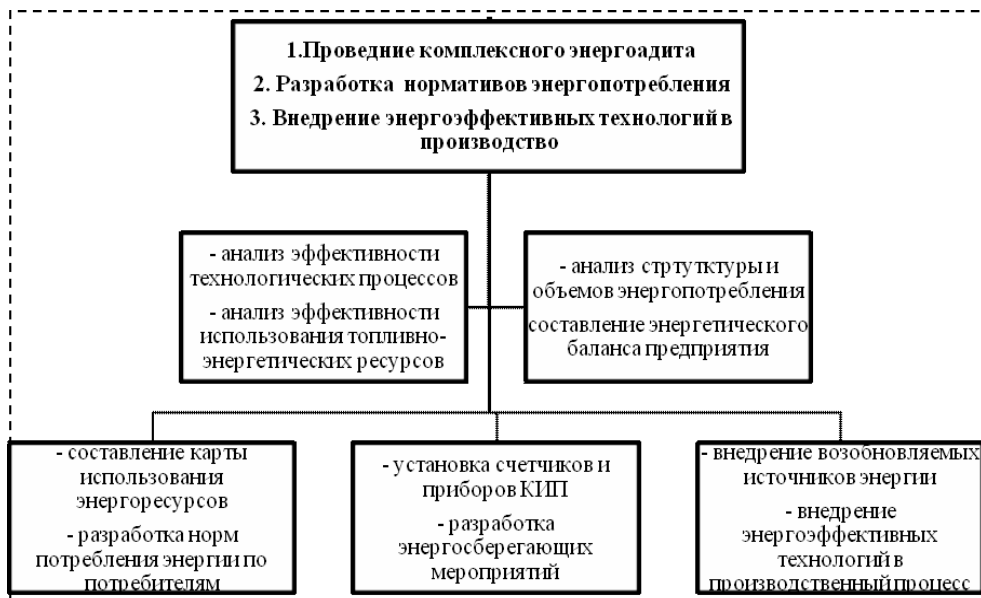 1.Проведние комплексного энергоадита
2. Разработка нормативов энергопотребления
3. Внедрение энергоэффективных технологий в
производство
- анализ эффективности
технологических процессов
- анализ эффективности
использования топливно-
энергетических ресурсов
- анализ стртутктуры и
объемов энергопотребления
составление энергетического
баланса предприятия
- составление карты
использования
энергоресурсов
- разработка норм
потребления энергии по
потребителям
- установка счетчиков и
приборов КИП
- разработка
энергосберегающих
мероприятий
- внедрение возобновляемых
источников энергии
- внедрение
энергоэффективных
технологий в
производственный процесс